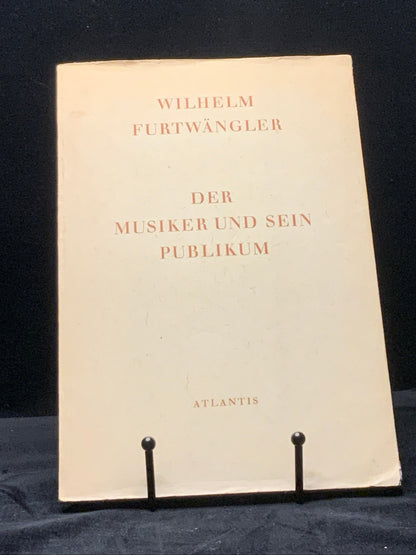 WILHELM
FURTWÄNGLER
DER
MUSIKER UND SEIN
PUBLIKUM
ATLANTIS